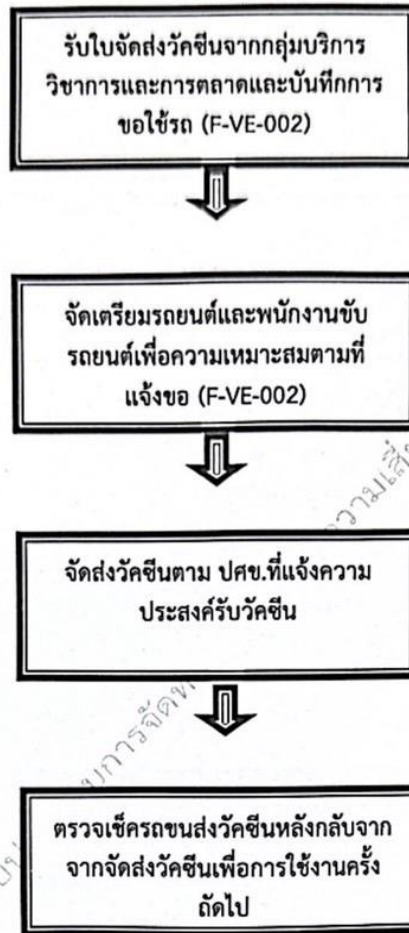 รับใบจัดส่งวัคซีนจากกลุ่มบริการ
วิชาการและการตลาดและบันทึกการ
ขอใช้รถ (F-VE-002)
จัดเตรียมรถยนต์และพนักงานขับ
รถยนต์เพื่อความเหมาะสมตามที่
แจ้งขอ (F-VE-002)
จัดส่งวัคซีนตาม ปศข.ที่แจ้งความ
ประสงค์รับวัคซีน
ตรวจเช็ครถขนส่งวัคซีนหลังกลับจาก
จากจัดส่งวัคซีนเพื่อการใช้งานครั้ง
ถัดไป